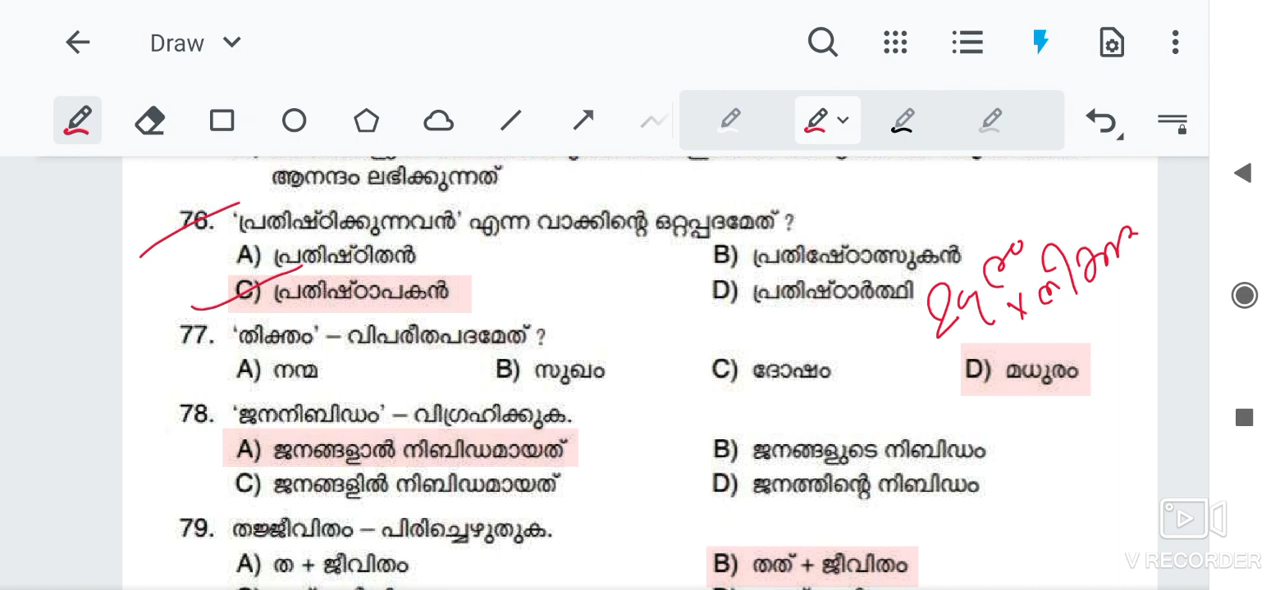 Draw
ആനന്ദം ലഭിക്കുന്നത്
76. 'പ്രതിഷ്ഠിക്കുന്നവൻ' എന്ന വാക്കിന്റെ ഒറ്റപ്പദമേത് ?
A) പ്രതിഷ്ഠിതൻ B) പ്രതിഷ്ഠോത്സുകൻ
C) പ്രതിഷ്ഠാപകൻ D) പ്രതിഷ്ഠാർത്ഥി
77. 'തിക്തം' – വിപരീതപദമേത് ?
A) നന്മ B) സുഖം C) ദോഷം D) മധുരം
78. 'ജനനിബിഡം' – വിഗ്രഹിക്കുക.
A) ജനങ്ങളാൽ നിബിഡമായത് B) ജനങ്ങളുടെ നിബിഡം
C) ജനങ്ങളിൽ നിബിഡമായത് D) ജനത്തിന്റെ നിബിഡം
79. തജ്ജീവിതം – പിരിച്ചെഴുതുക.
A) ത + ജീവിതം B) തത് + ജീവിതം
V RECORDER